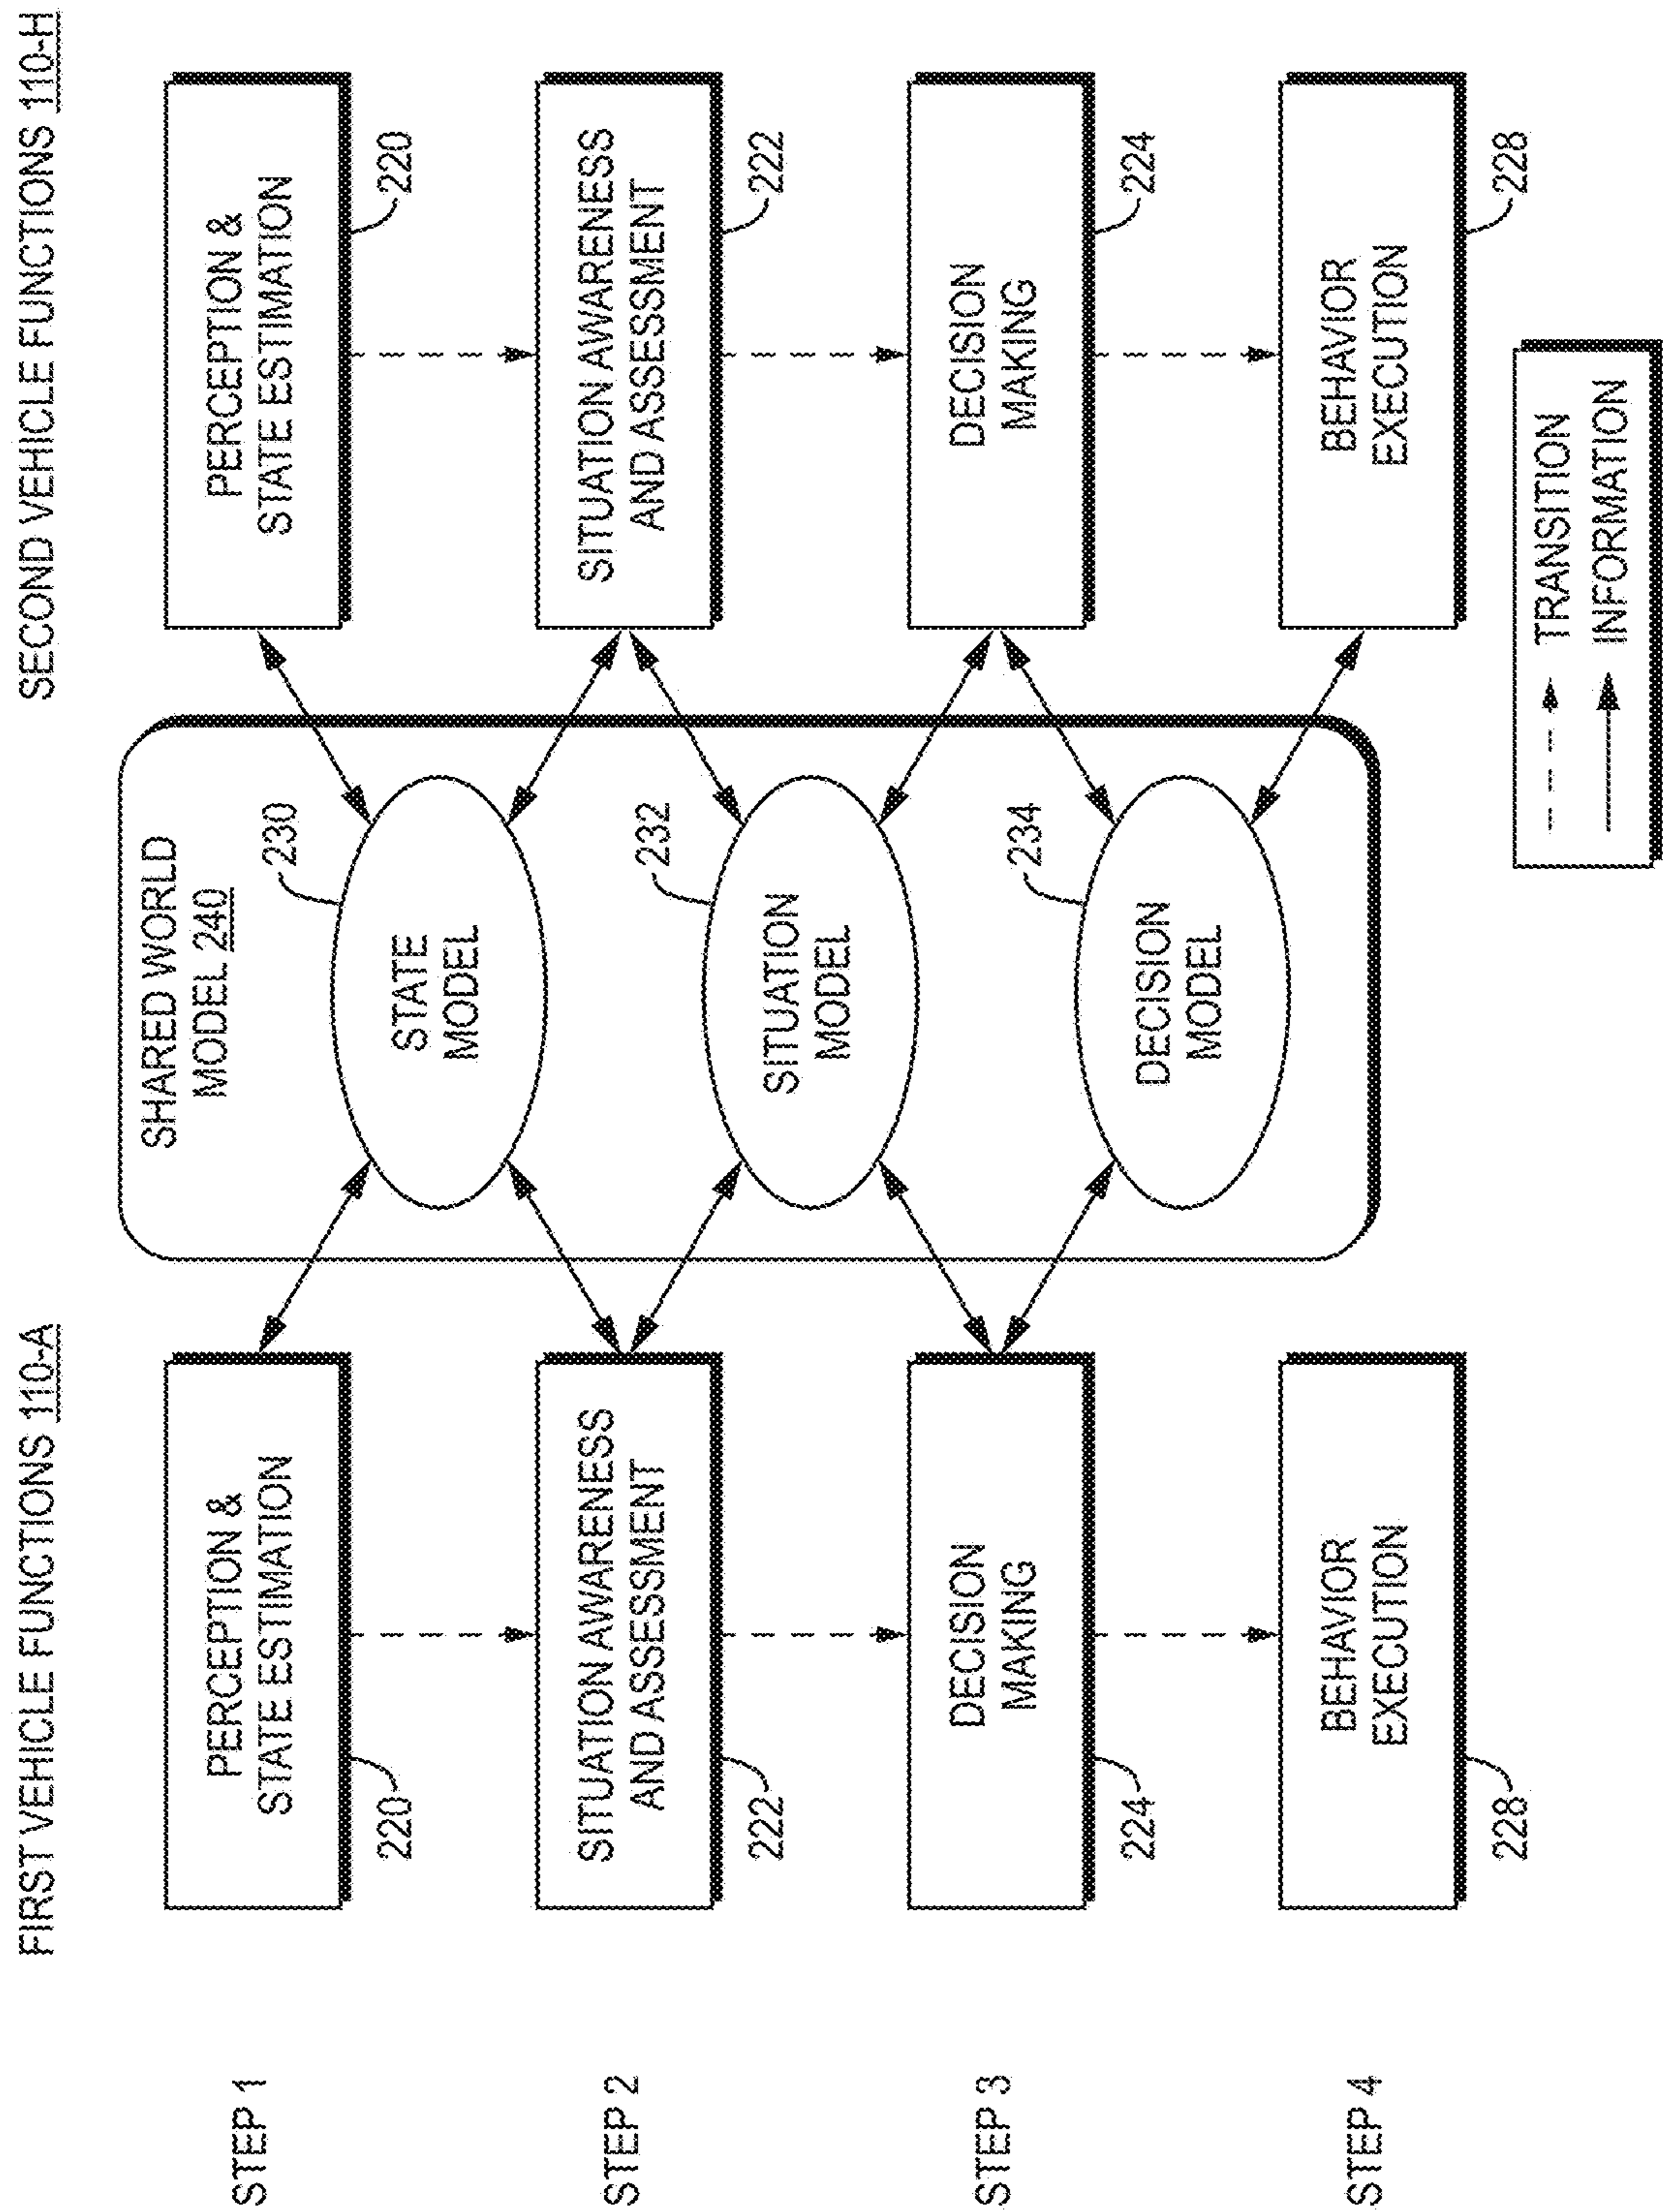 FIRST VEHICLE FUNCTIONS 110-A
SECOND VEHICLE FUNCTIONS 110-H
SHARED WORLD
MODEL 240
STEP 1
PERCEPTION &
STATE ESTIMATION
220
230
STATE
MODEL
PERCEPTION &
STATE ESTIMATION
220
STEP 2
SITUATION AWARENESS
AND ASSESSMENT
222
232
SITUATION
MODEL
SITUATION AWARENESS
AND ASSESSMENT
222
STEP 3
DECISION
MAKING
224
234
DECISION
MODEL
DECISION
MAKING
224
STEP 4
BEHAVIOR
EXECUTION
228
BEHAVIOR
EXECUTION
228
TRANSITION
INFORMATION